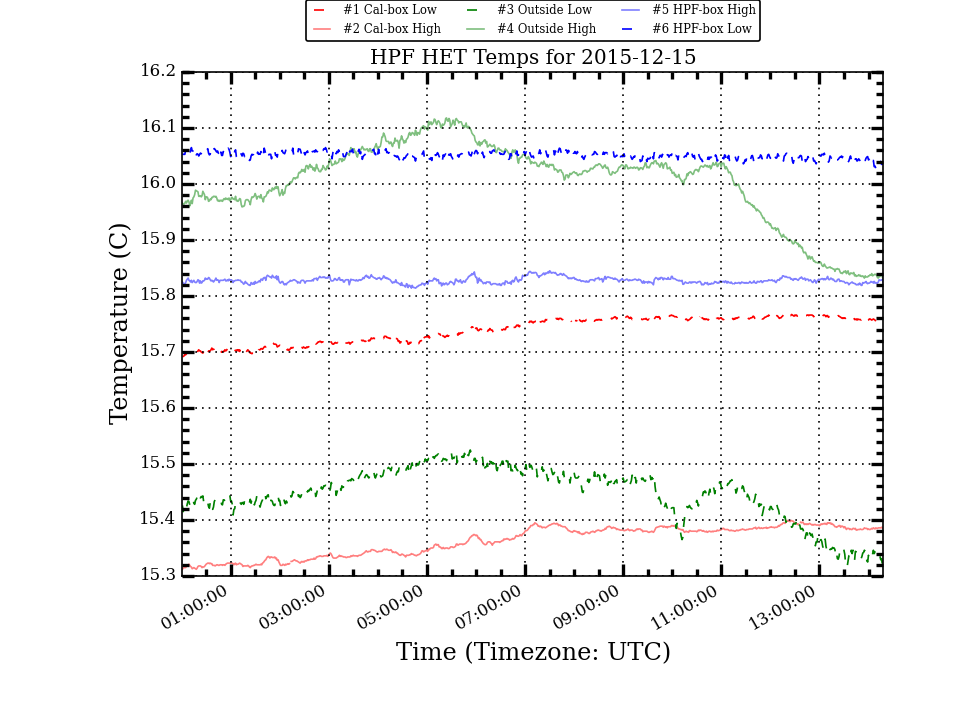 #1 Cal-box Low #3 Outside Low #5 HPF-box High
#2 Cal-box High #4 Outside High #6 HPF-box Low
HPF HET Temps for 2015-12-15
16.2
16.1
16.0
15.9
15.8
15.7
15.6
15.5
15.4
15.3
Temperature (C)
01:00:00 03:00:00 05:00:00 07:00:00 09:00:00 11:00:00 13:00:00
Time (Timezone: UTC)